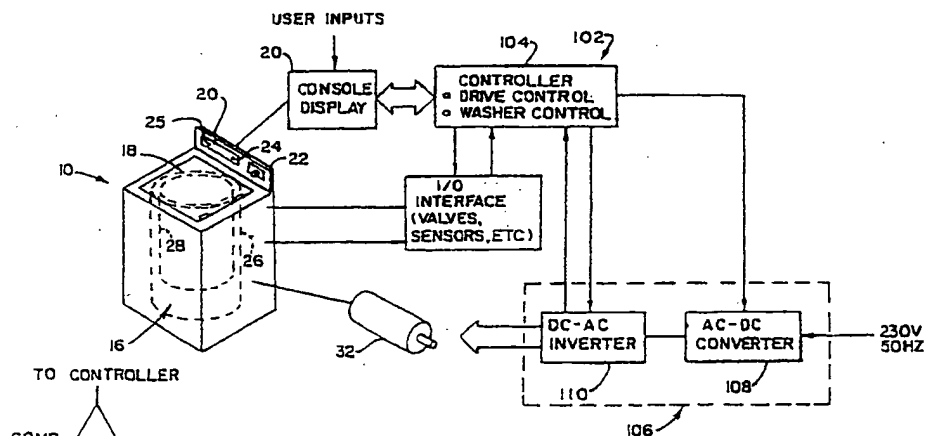 USER INPUTS
20
CONSOLE
DISPLAY
104
102
CONTROLLER
DRIVE CONTROL
WASHER CONTROL
20
25
24
22
18
10
I/O
INTERFACE
(VALVES,
SENSORS, ETC)
28
26
16
32
DC-AC
INVERTER
110
AC-DC
CONVERTER
108
230V
50HZ
106
TO CONTROLLER